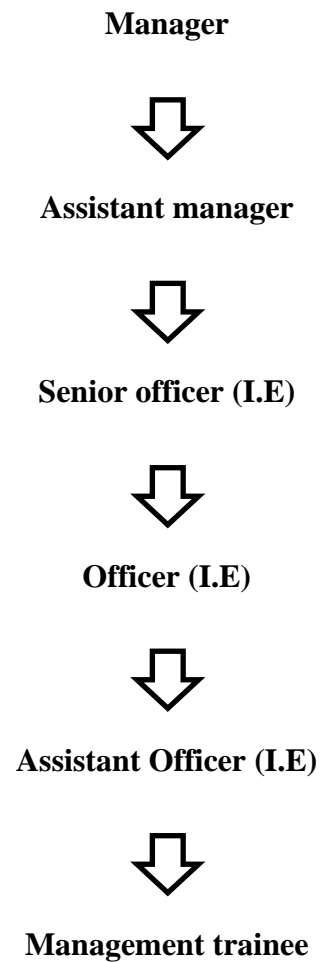 Manager
Assistant manager
Senior officer (I.E)
Officer (I.E)
Assistant Officer (I.E)
Management trainee